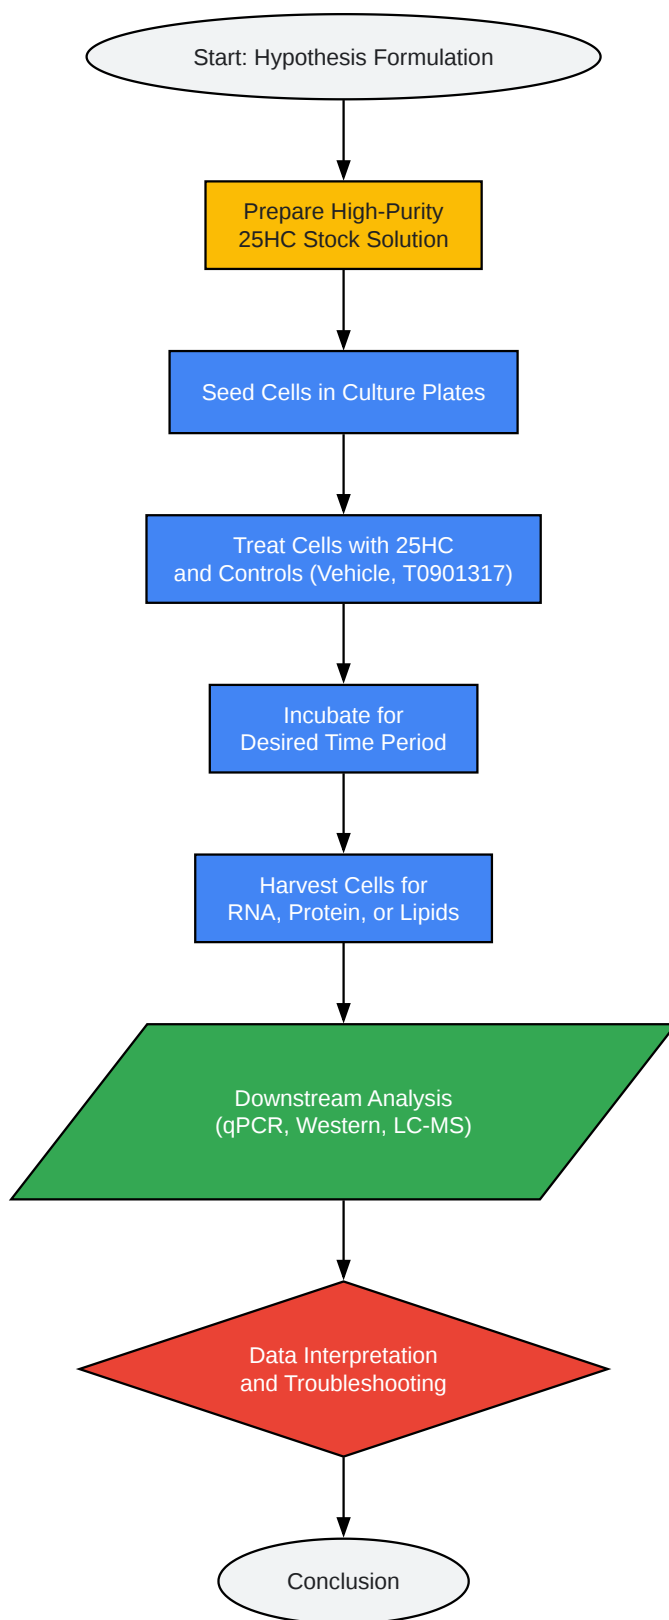 Start: Hypothesis Formulation
Prepare High-Purity
25HC Stock Solution
Seed Cells in Culture Plates
Treat Cells with 25HC
and Controls (Vehicle, T0901317)
Incubate for
Desired Time Period
Harvest Cells for
RNA, Protein, or Lipids
Downstream Analysis
(qPCR, Western, LC-MS)
Data Interpretation
and Troubleshooting
Conclusion